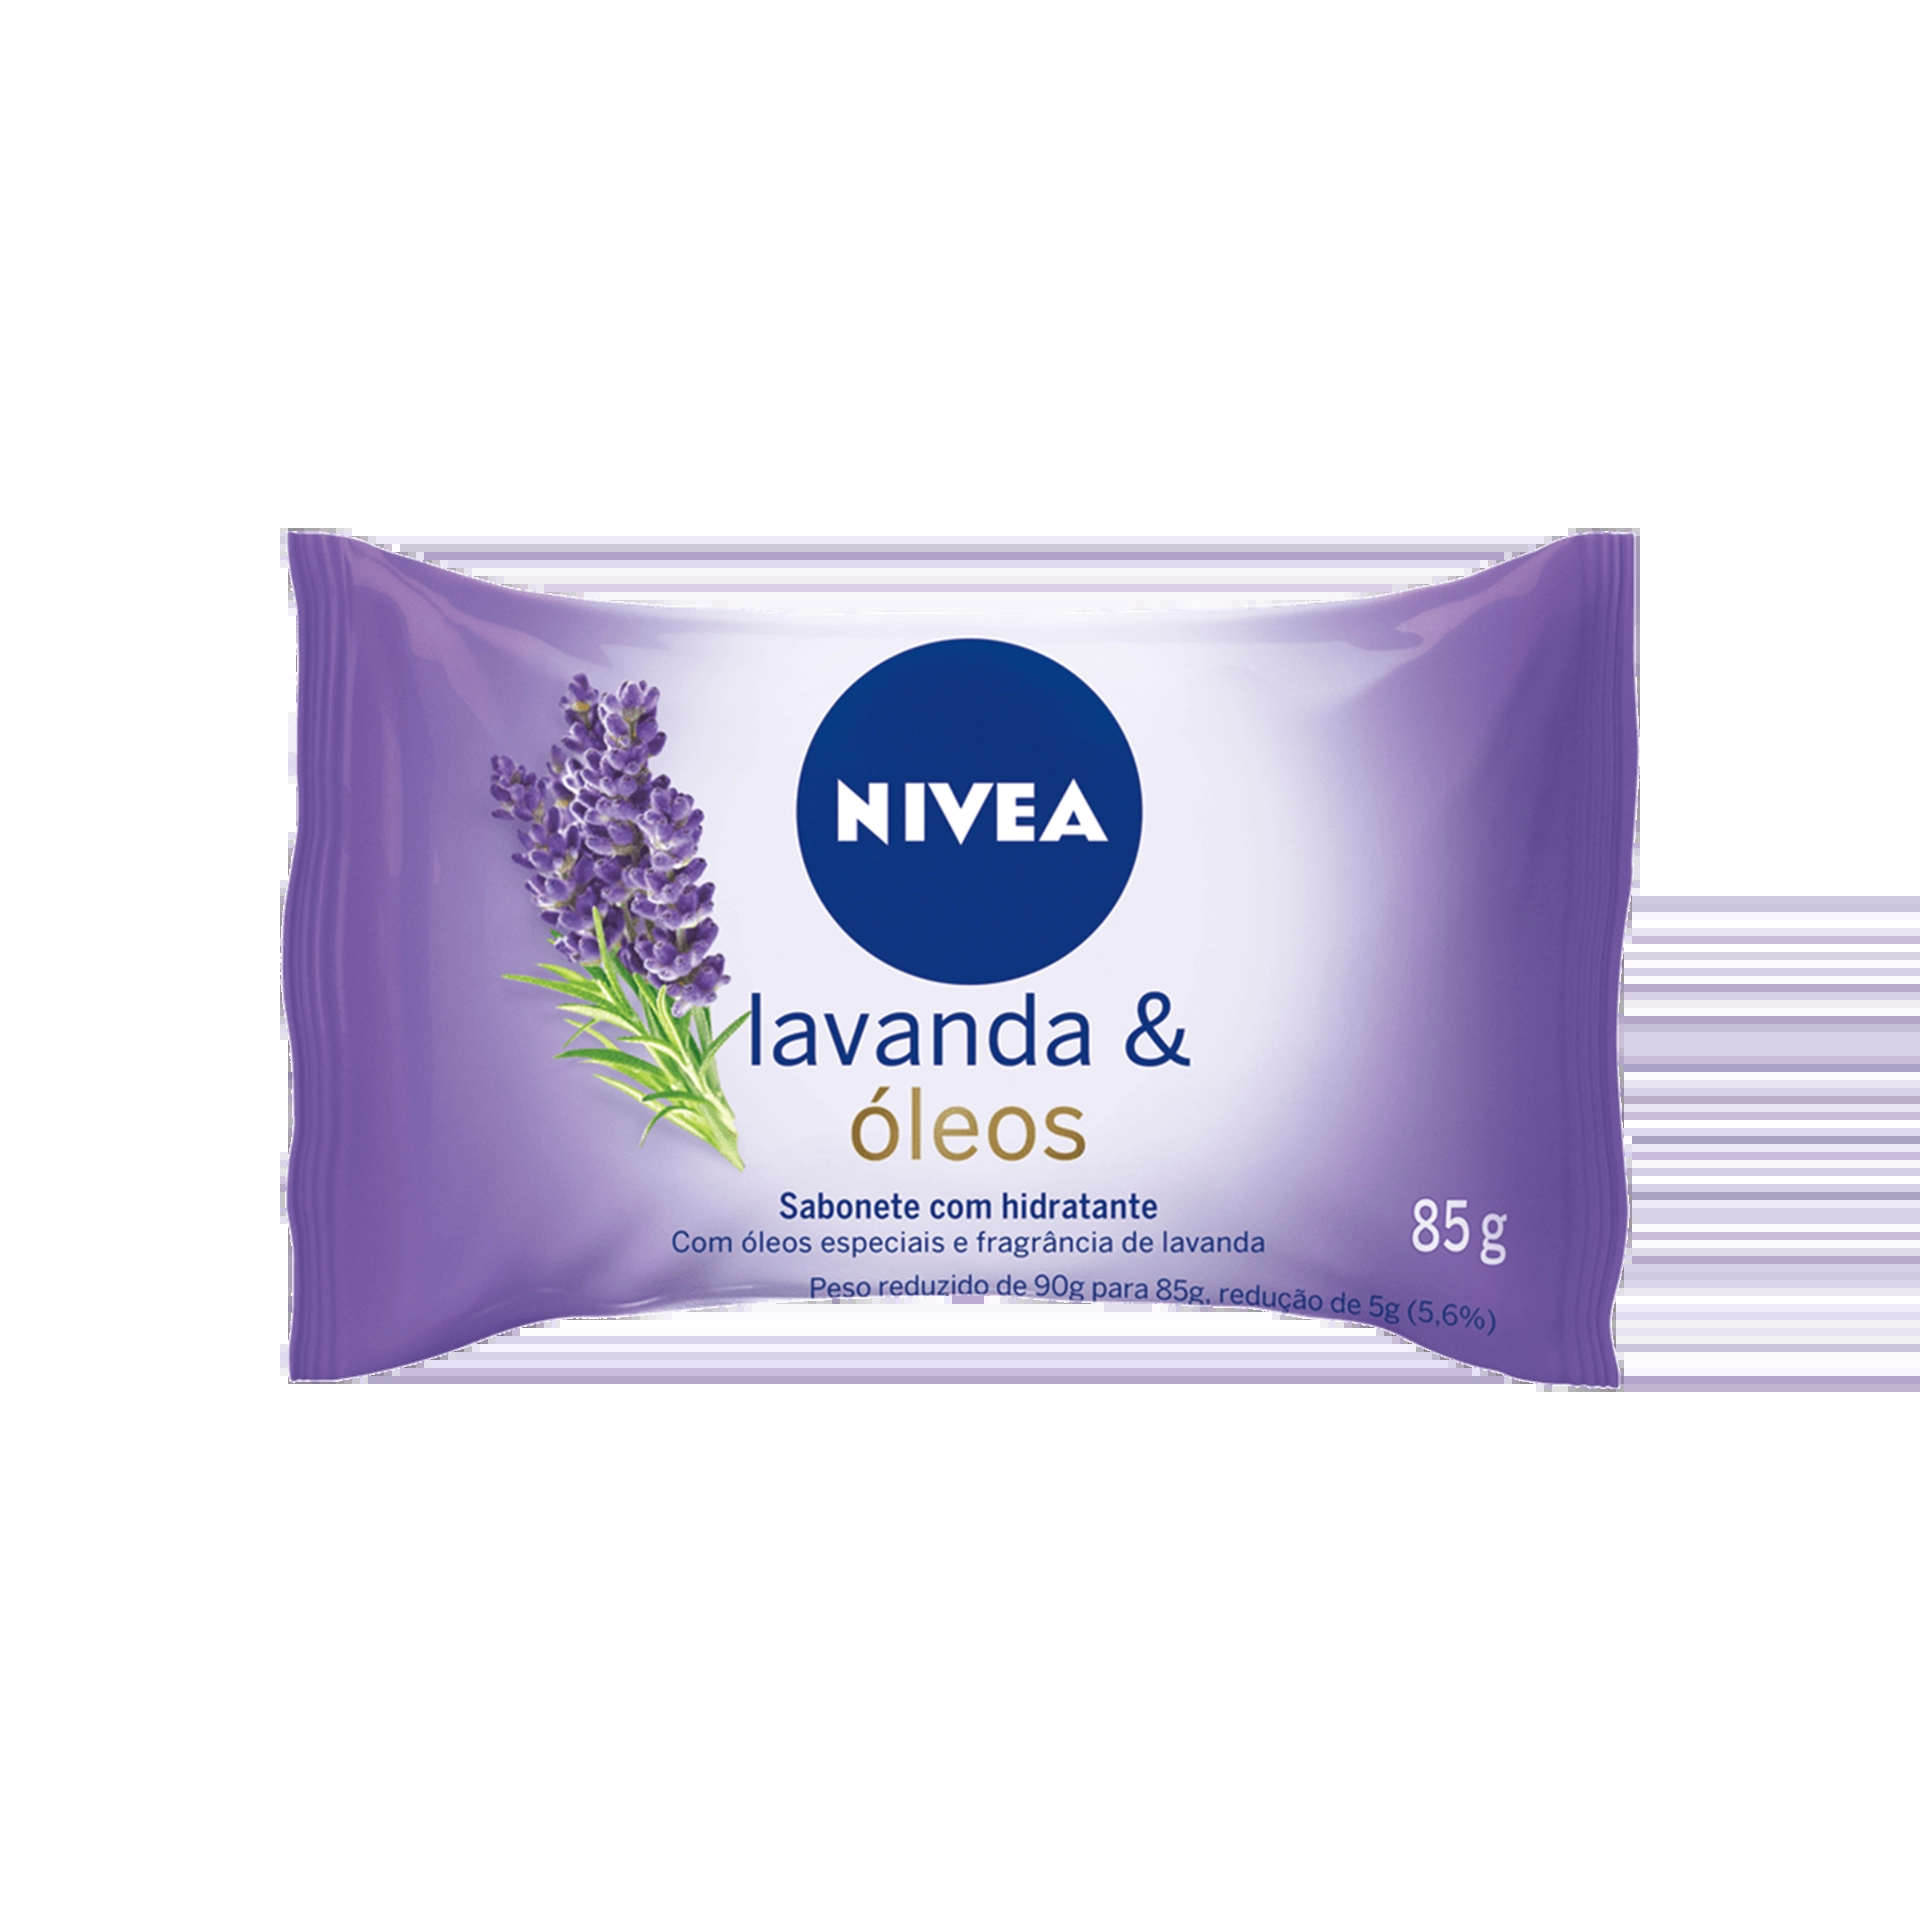 NIVEA
lavanda &
óleos
Sabonete com hidratante
Com óleos especiais e fragrância de lavanda
85 g
Peso reduzido de 90g para 85g, redução de 5g (5,6%)